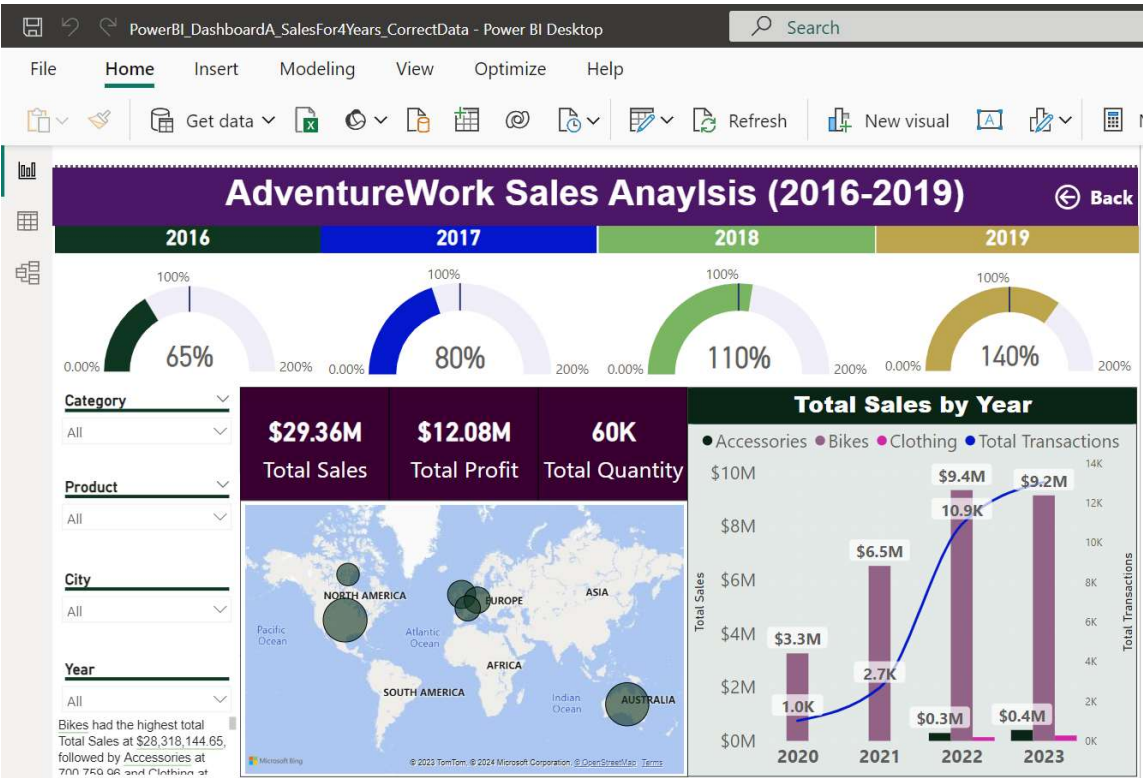 PowerBI_DashboardA_SalesFor4Years_CorrectData - Power BI Desktop
Search
File Home Insert Modeling View Optimize Help
Get data Refresh New visual
AdventureWork Sales Anaylsis (2016-2019)
Back
2016 2017 2018 2019
100% 100% 100% 100%
65% 80% 110% 140%
0.00% 200% 0.00% 200% 0.00% 200% 0.00% 200%
Category
All
Product
All
City
All
Year
All
Bikes had the highest total
Total Sales at $28,318,144.65,
followed by Accessories at
700,759.96 and Clothing at
$29.36M $12.08M 60K
Total Sales Total Profit Total Quantity
NORTH AMERICA
EUROPE
ASIA
Pacific
Ocean
Atlantic
Ocean
AFRICA
SOUTH AMERICA
Indian
Ocean
AUSTRALIA
Microsoft Bing
© 2023 TomTom, © 2024 Microsoft Corporation, © OpenStreetMap Terms
Total Sales by Year
Accessories Bikes Clothing Total Transactions
$10M
$8M
$6M
$4M
$2M
$0M
Total Sales
14K
12K
10K
8K
6K
4K
2K
0K
Total Transactions
$9.4M $9.2M
10.9K
$6.5M
$3.3M
2.7K
1.0K
$0.3M $0.4M
2020 2021 2022 2023